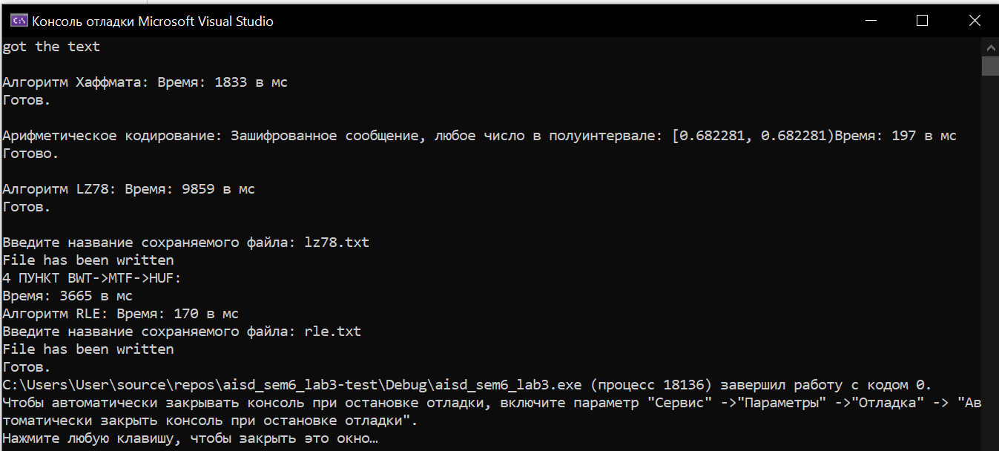 Консоль отладки Microsoft Visual Studio
got the text
Алгоритм Хаффмата: Время: 1833 в мс
Готов.
Арифметическое кодирование: Зашифрованное сообщение, любое число в полуинтервале: [0.682281, 0.682281)Время: 197 в мс
Готово.
Алгоритм LZ78: Время: 9859 в мс
Готов.
Введите название сохраняемого файла: lz78.txt
File has been written
4 ПУНКТ BWT->MTF->HUF:
Время: 3665 в мс
Алгоритм RLE: Время: 170 в мс
Введите название сохраняемого файла: rle.txt
File has been written
Готов.
C:\Users\User\source\repos\aisd_sem6_lab3-test\Debug\aisd_sem6_lab3.exe (процесс 18136) завершил работу с кодом 0.
Чтобы автоматически закрывать консоль при остановке отладки, включите параметр "Сервис" ->"Параметры" ->"Отладка" -> "Ав
томатически закрыть консоль при остановке отладки".
Нажмите любую клавишу, чтобы закрыть это окно…